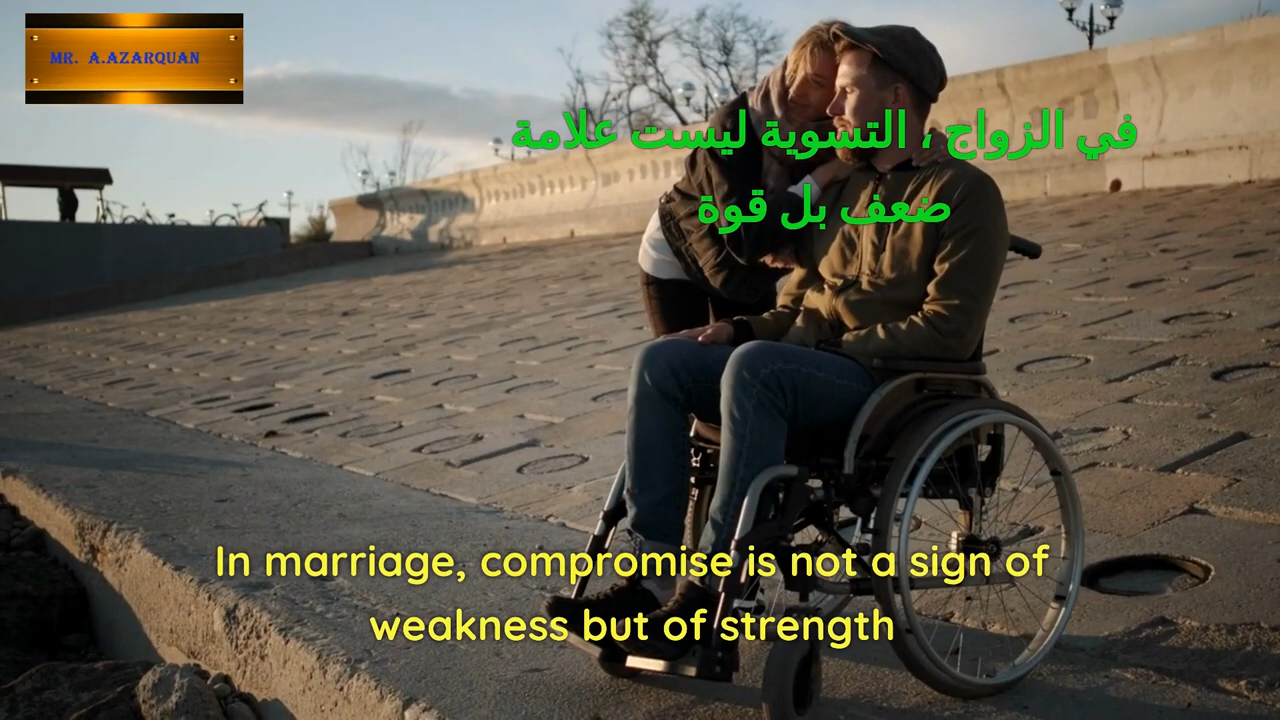 MR. A.AZARQUAN
في الزواج ، التسوية ليست علامة
ضعف بل قوة
In marriage, compromise is not a sign of
weakness but of strength